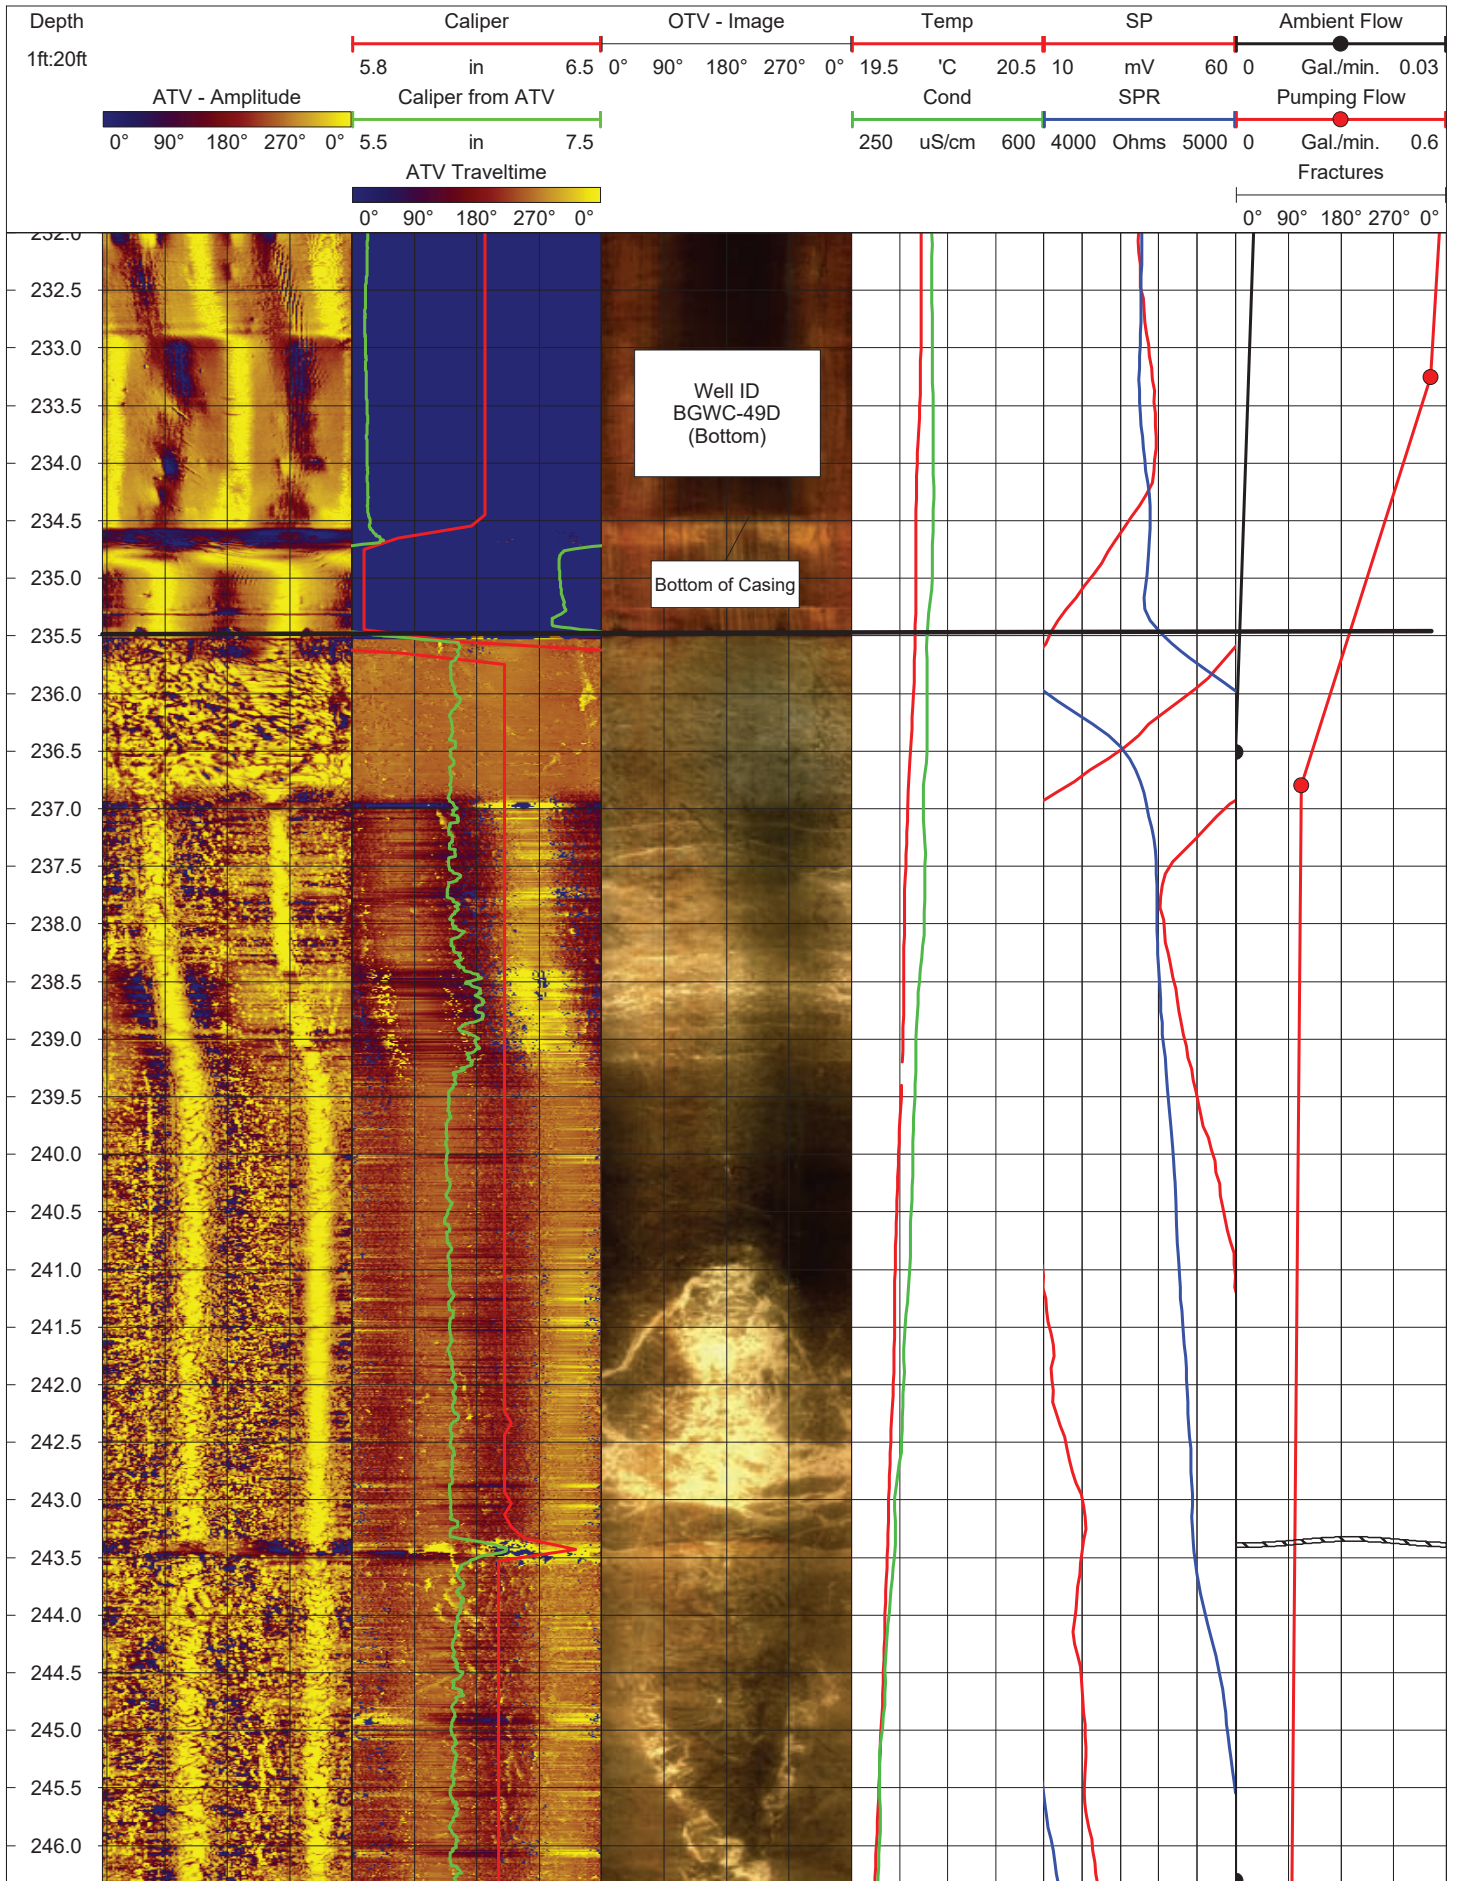 Depth
1ft:20ft
Caliper
5.8 in 6.5
OTV - Image
0° 90° 180° 270° 0°
Temp
19.5 'C 20.5
SP
10 mV 60
Ambient Flow
0 Gal./min. 0.03
ATV - Amplitude
0° 90° 180° 270° 0°
Caliper from ATV
5.5 in 7.5
Cond
250 uS/cm 600
SPR
4000 Ohms 5000
Pumping Flow
0 Gal./min. 0.6
ATV Traveltime
0° 90° 180° 270° 0°
Fractures
0° 90° 180° 270° 0°
232.0
232.5
233.0
233.5
234.0
234.5
235.0
235.5
236.0
236.5
237.0
237.5
238.0
238.5
239.0
239.5
240.0
240.5
241.0
241.5
242.0
242.5
243.0
243.5
244.0
244.5
245.0
245.5
246.0
Well ID
BGWC-49D
(Bottom)
Bottom of Casing